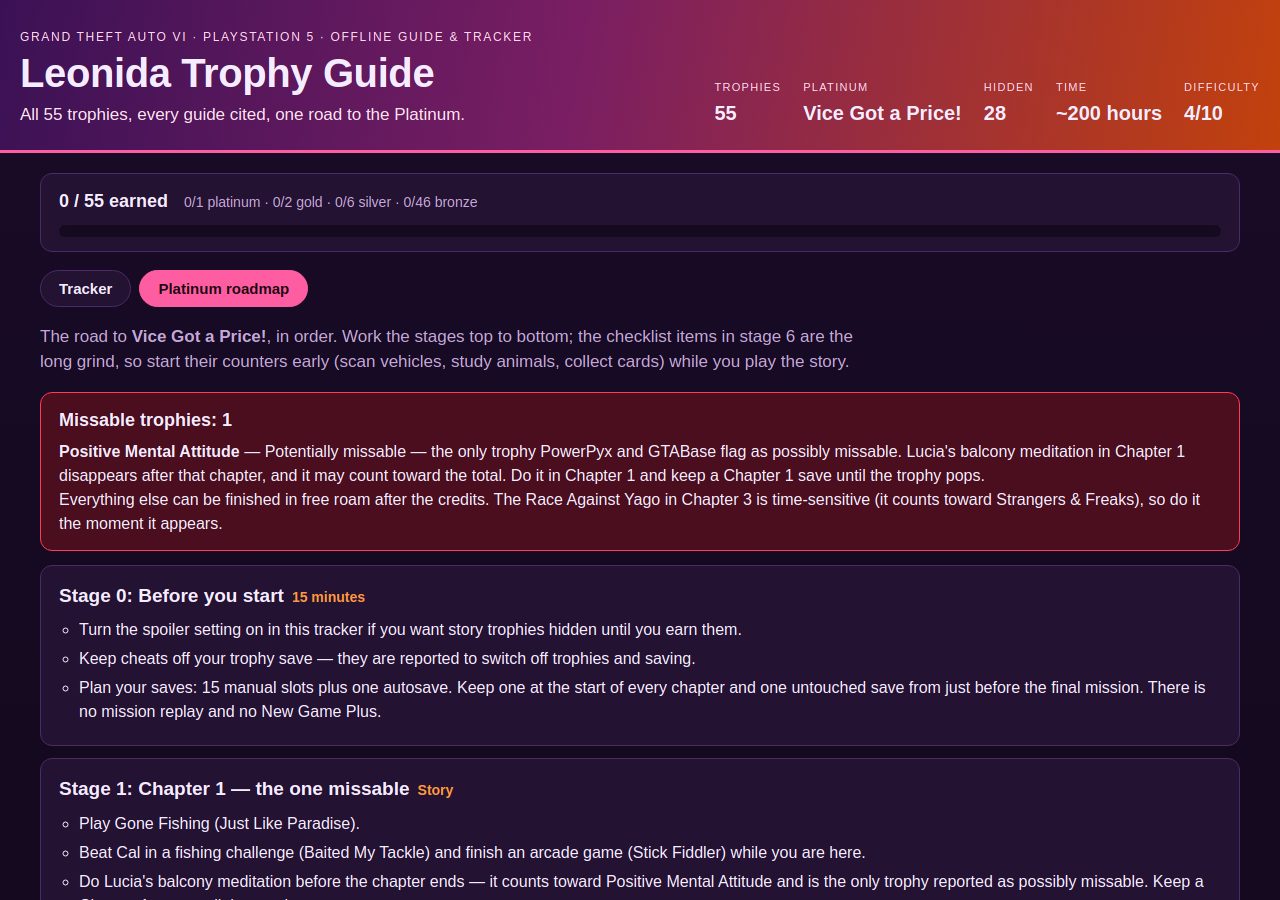 GRAND THEFT AUTO VI · PLAYSTATION 5 · OFFLINE GUIDE & TRACKER
Leonida Trophy Guide
All 55 trophies, every guide cited, one road to the Platinum.
TROPHIES
55
PLATINUM
Vice Got a Price!
HIDDEN
28
TIME
~200 hours
DIFFICULTY
4/10
0 / 55 earned 0/1 platinum · 0/2 gold · 0/6 silver · 0/46 bronze
Tracker
Platinum roadmap
The road to Vice Got a Price!, in order. Work the stages top to bottom; the checklist items in stage 6 are the
long grind, so start their counters early (scan vehicles, study animals, collect cards) while you play the story.
Missable trophies: 1
Positive Mental Attitude — Potentially missable — the only trophy PowerPyx and GTABase flag as possibly missable. Lucia's balcony meditation in Chapter 1
disappears after that chapter, and it may count toward the total. Do it in Chapter 1 and keep a Chapter 1 save until the trophy pops.
Everything else can be finished in free roam after the credits. The Race Against Yago in Chapter 3 is time-sensitive (it counts toward Strangers & Freaks), so do it
the moment it appears.
Stage 0: Before you start 15 minutes
Turn the spoiler setting on in this tracker if you want story trophies hidden until you earn them.
Keep cheats off your trophy save — they are reported to switch off trophies and saving.
Plan your saves: 15 manual slots plus one autosave. Keep one at the start of every chapter and one untouched save from just before the final mission. There is
no mission replay and no New Game Plus.
Stage 1: Chapter 1 — the one missable Story
Play Gone Fishing (Just Like Paradise).
Beat Cal in a fishing challenge (Baited My Tackle) and finish an arcade game (Stick Fiddler) while you are here.
Do Lucia's balcony meditation before the chapter ends — it counts toward Positive Mental Attitude and is the only trophy reported as possibly missable. Keep a